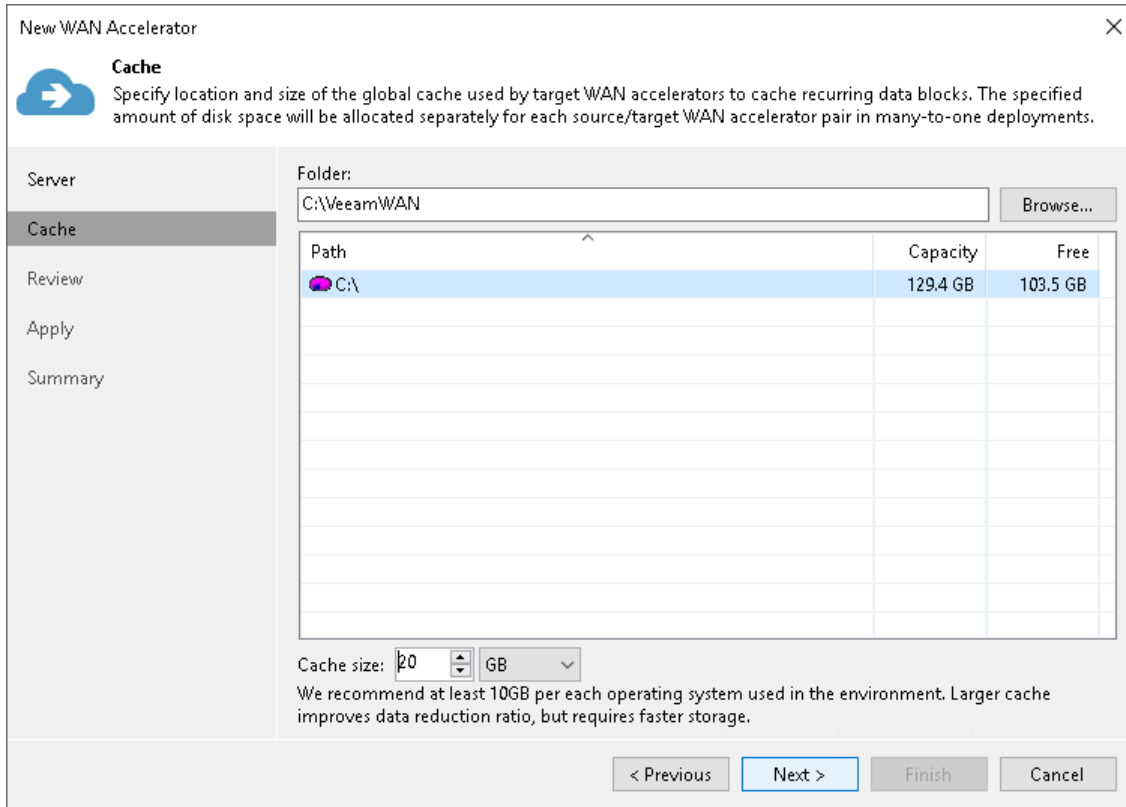 New WAN Accelerator
Cache
Specify location and size of the global cache used by target WAN accelerators to cache recurring data blocks. The specified
amount of disk space will be allocated separately for each source/target WAN accelerator pair in many-to-one deployments.
Server
Cache
Review
Apply
Summary
Folder:
C:\VeeamWAN
Browse...
Path Capacity Free
C:\ 129.4 GB 103.5 GB
Cache size: 20 GB
We recommend at least 10GB per each operating system used in the environment. Larger cache
improves data reduction ratio, but requires faster storage.
< Previous Next > Finish Cancel